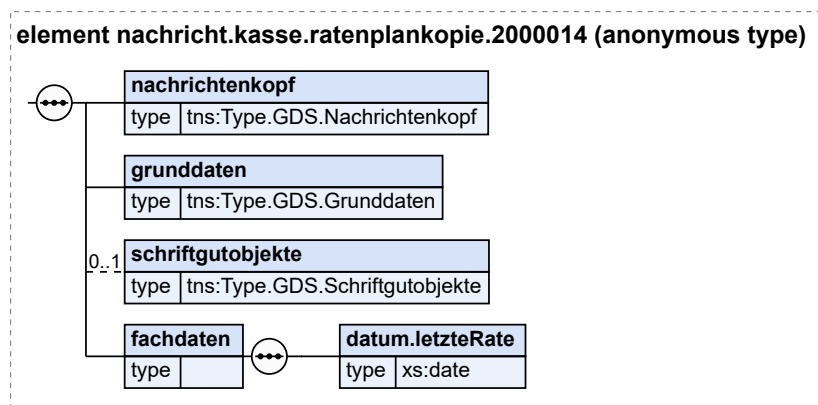 element nachricht.kasse.ratenplankopie.2000014 (anonymous type)
nachrichtenkopf
type tns:Type.GDS.Nachrichtenkopf
grunddaten
type tns:Type.GDS.Grunddaten
0..1
schriftgutobjekte
type tns:Type.GDS.Schriftgutobjekte
fachdaten
type
datum.letzteRate
type xs:date